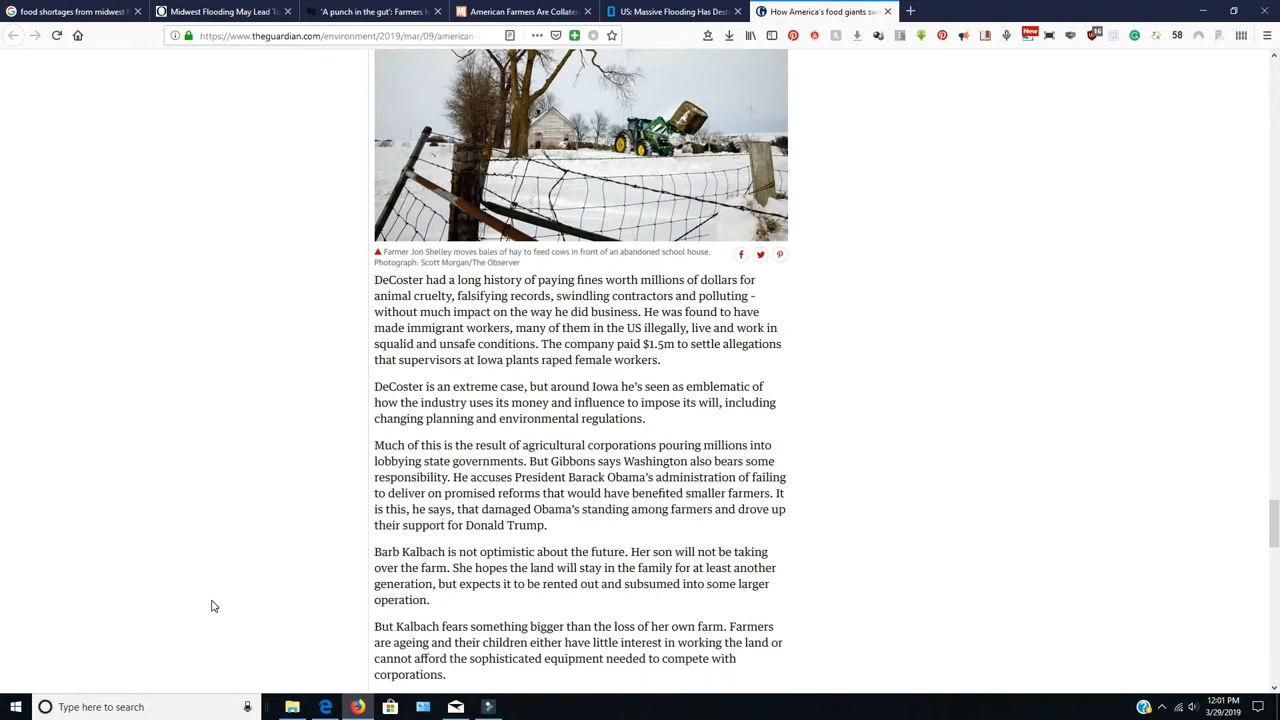 food shortages from midwest f
Midwest Flooding May Lead T
'A punch in the gut': Farmers h
American Farmers Are Collater
US: Massive Flooding Has Dest
How America's food giants sw
https://www.theguardian.com/environment/2019/mar/09/american-
New
16
58
Farmer Jon Shelley moves bales of hay to feed cows in front of an abandoned school house.
Photograph: Scott Morgan/The Observer
DeCoster had a long history of paying fines worth millions of dollars for
animal cruelty, falsifying records, swindling contractors and polluting –
without much impact on the way he did business. He was found to have
made immigrant workers, many of them in the US illegally, live and work in
squalid and unsafe conditions. The company paid $1.5m to settle allegations
that supervisors at Iowa plants raped female workers.
DeCoster is an extreme case, but around Iowa he's seen as emblematic of
how the industry uses its money and influence to impose its will, including
changing planning and environmental regulations.
Much of this is the result of agricultural corporations pouring millions into
lobbying state governments. But Gibbons says Washington also bears some
responsibility. He accuses President Barack Obama's administration of failing
to deliver on promised reforms that would have benefited smaller farmers. It
is this, he says, that damaged Obama's standing among farmers and drove up
their support for Donald Trump.
Barb Kalbach is not optimistic about the future. Her son will not be taking
over the farm. She hopes the land will stay in the family for at least another
generation, but expects it to be rented out and subsumed into some larger
operation.
But Kalbach fears something bigger than the loss of her own farm. Farmers
are ageing and their children either have little interest in working the land or
cannot afford the sophisticated equipment needed to compete with
corporations.
Type here to search
12:01 PM
3/29/2019